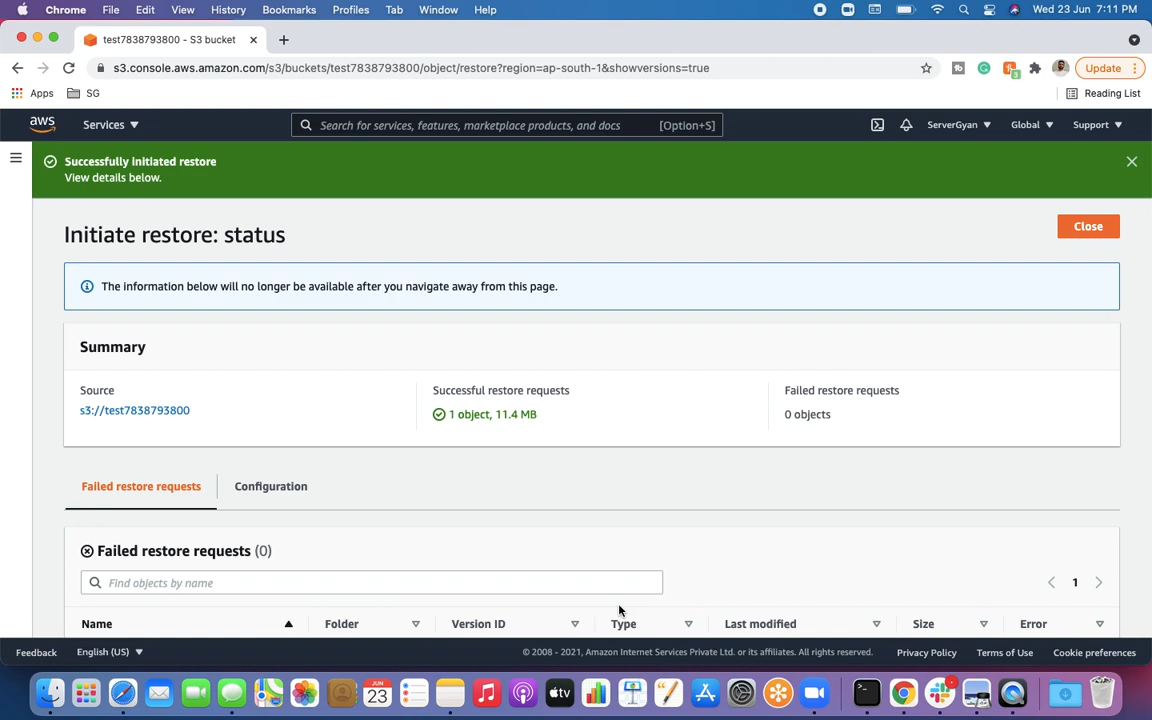 Chrome File Edit View History Bookmarks Profiles Tab Window Help Wed 23 Jun 7:11 PM
test7838793800 - S3 bucket
s3.console.aws.amazon.com/s3/buckets/test7838793800/object/restore?region=ap-south-1&showversions=true Update
Apps SG Reading List
aws Services Search for services, features, marketplace products, and docs [Option+S] ServerGyan Global Support
Successfully initiated restore
View details below.
Initiate restore: status Close
The information below will no longer be available after you navigate away from this page.
Summary
Source Successful restore requests Failed restore requests
s3://test7838793800 1 object, 11.4 MB 0 objects
Failed restore requests Configuration
Failed restore requests (0)
Find objects by name 1
Name Folder Version ID Type Last modified Size Error
Feedback English (US) © 2008 - 2021, Amazon Internet Services Private Ltd. or its affiliates. All rights reserved. Privacy Policy Terms of Use Cookie preferences
JUN
23
tv